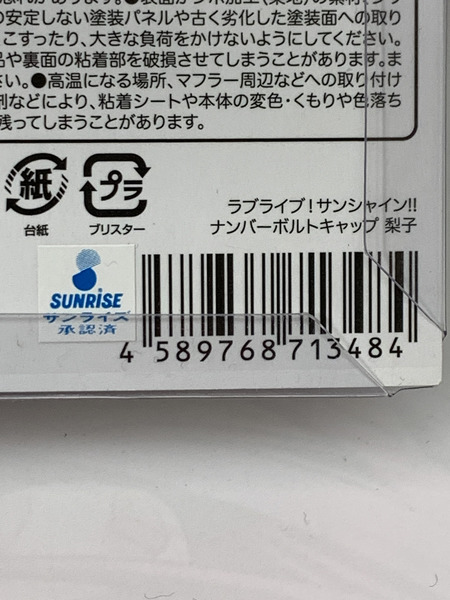 の安定しない塗装パネルや古く劣化した塗装面への取り
こすったり、大きな負荷をかけないようにしてください。
品や裏面の粘着部を破損させてしまうことがあります。ま
さい。●高温になる場所、マフラー周辺などへの取り付け
剤などにより、粘着シートや本体の変色・くもりや色落ち
残ってしまうことがあります。
紙
プラ
台紙
ブリスター
ラブライブ!サンシャイン!!
ナンバーボルトキャップ 梨子
SUNRISE
サンライズ
承認済
4 589768 713484